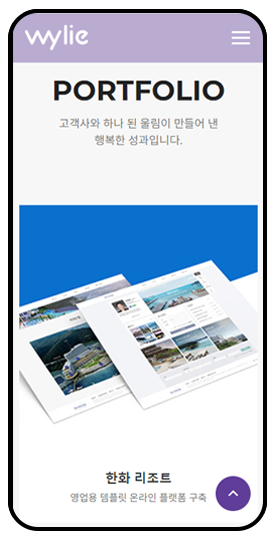 wylie
PORTFOLIO
고객사와 하나 된 울림이 만들어 낸
행복한 성과입니다.
한화 리조트
영업용 템플릿 온라인 플랫폼 구축